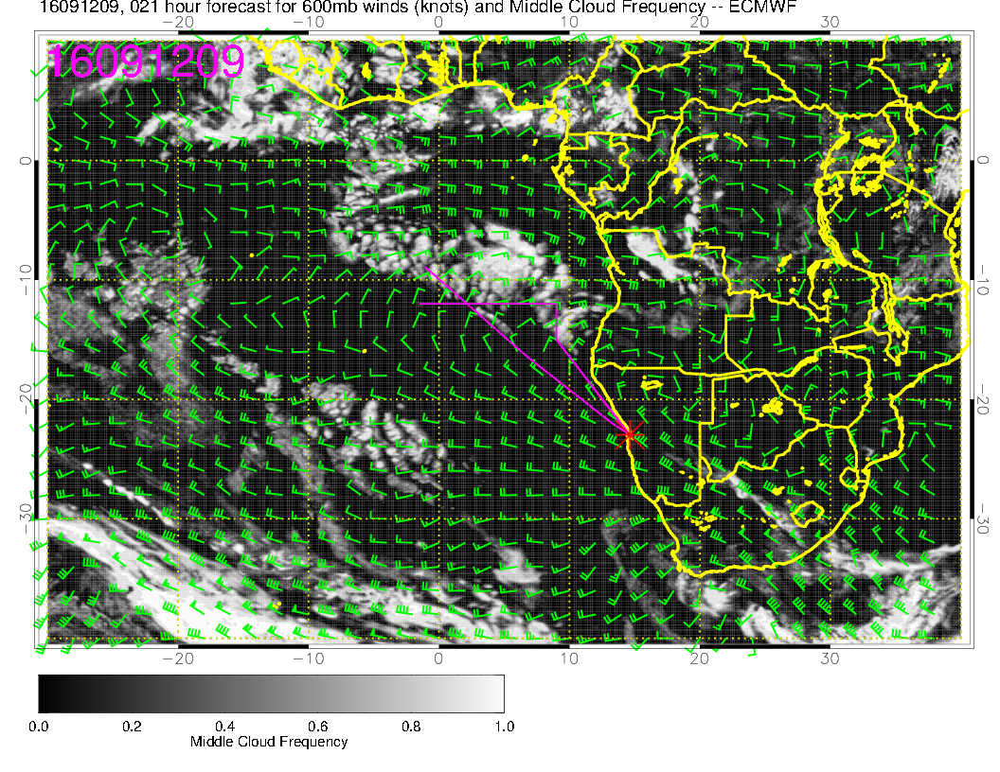 16091209, 021 hour forecast for 600mb winds (knots) and Middle Cloud Frequency -- ECMWF
−20 −10 0 10 20 30
16091209
0 0
−10 −10
−20 −20
−30 −30
−20 −10 0 10 20 30
0.0 0.2 0.4 0.6 0.8 1.0
Middle Cloud Frequency